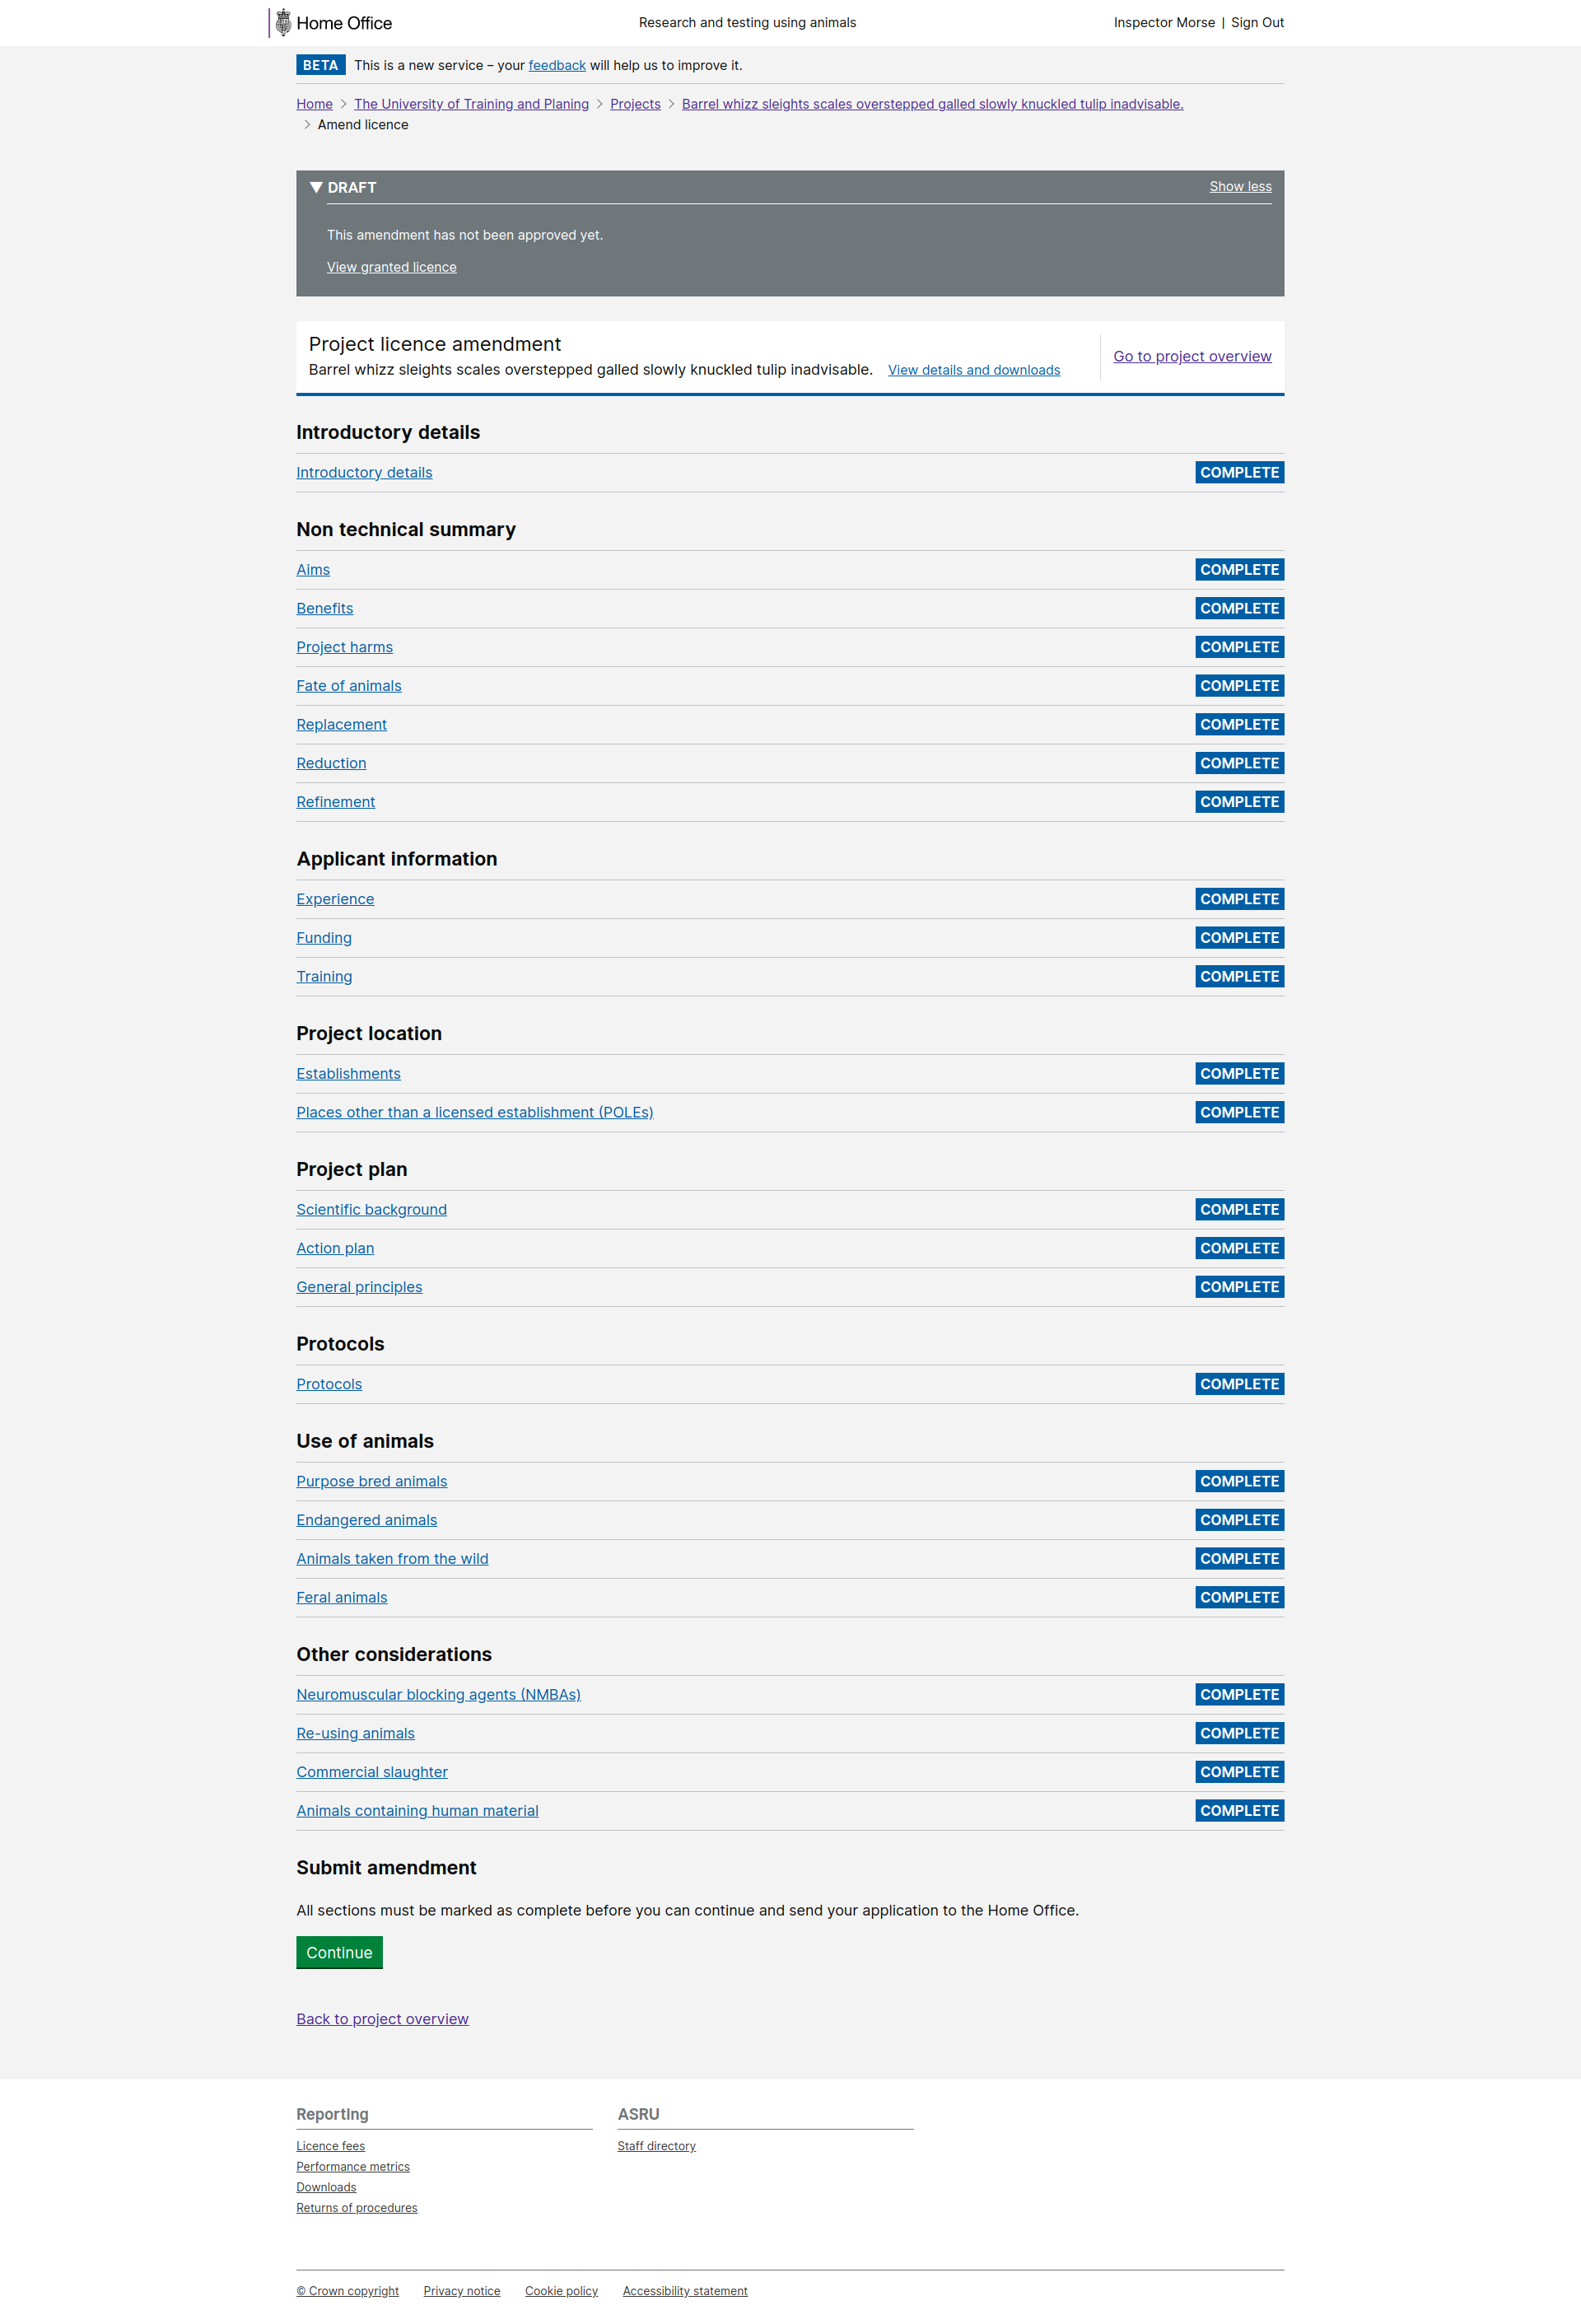 Home Office
Research and testing using animals
Inspector Morse | Sign Out
BETA This is a new service – your feedback will help us to improve it.
Home > The University of Training and Planing > Projects > Barrel whizz sleights scales overstepped galled slowly knuckled tulip inadvisable.
> Amend licence
▼ DRAFT
Show less
This amendment has not been approved yet.
View granted licence
Project licence amendment
Barrel whizz sleights scales overstepped galled slowly knuckled tulip inadvisable. View details and downloads
Go to project overview
Introductory details
Introductory details COMPLETE
Non technical summary
Aims COMPLETE
Benefits COMPLETE
Project harms COMPLETE
Fate of animals COMPLETE
Replacement COMPLETE
Reduction COMPLETE
Refinement COMPLETE
Applicant information
Experience COMPLETE
Funding COMPLETE
Training COMPLETE
Project location
Establishments COMPLETE
Places other than a licensed establishment (POLEs) COMPLETE
Project plan
Scientific background COMPLETE
Action plan COMPLETE
General principles COMPLETE
Protocols
Protocols COMPLETE
Use of animals
Purpose bred animals COMPLETE
Endangered animals COMPLETE
Animals taken from the wild COMPLETE
Feral animals COMPLETE
Other considerations
Neuromuscular blocking agents (NMBAs) COMPLETE
Re-using animals COMPLETE
Commercial slaughter COMPLETE
Animals containing human material COMPLETE
Submit amendment
All sections must be marked as complete before you can continue and send your application to the Home Office.
Continue
Back to project overview
Reporting
Licence fees
Performance metrics
Downloads
Returns of procedures
ASRU
Staff directory
© Crown copyright Privacy notice Cookie policy Accessibility statement